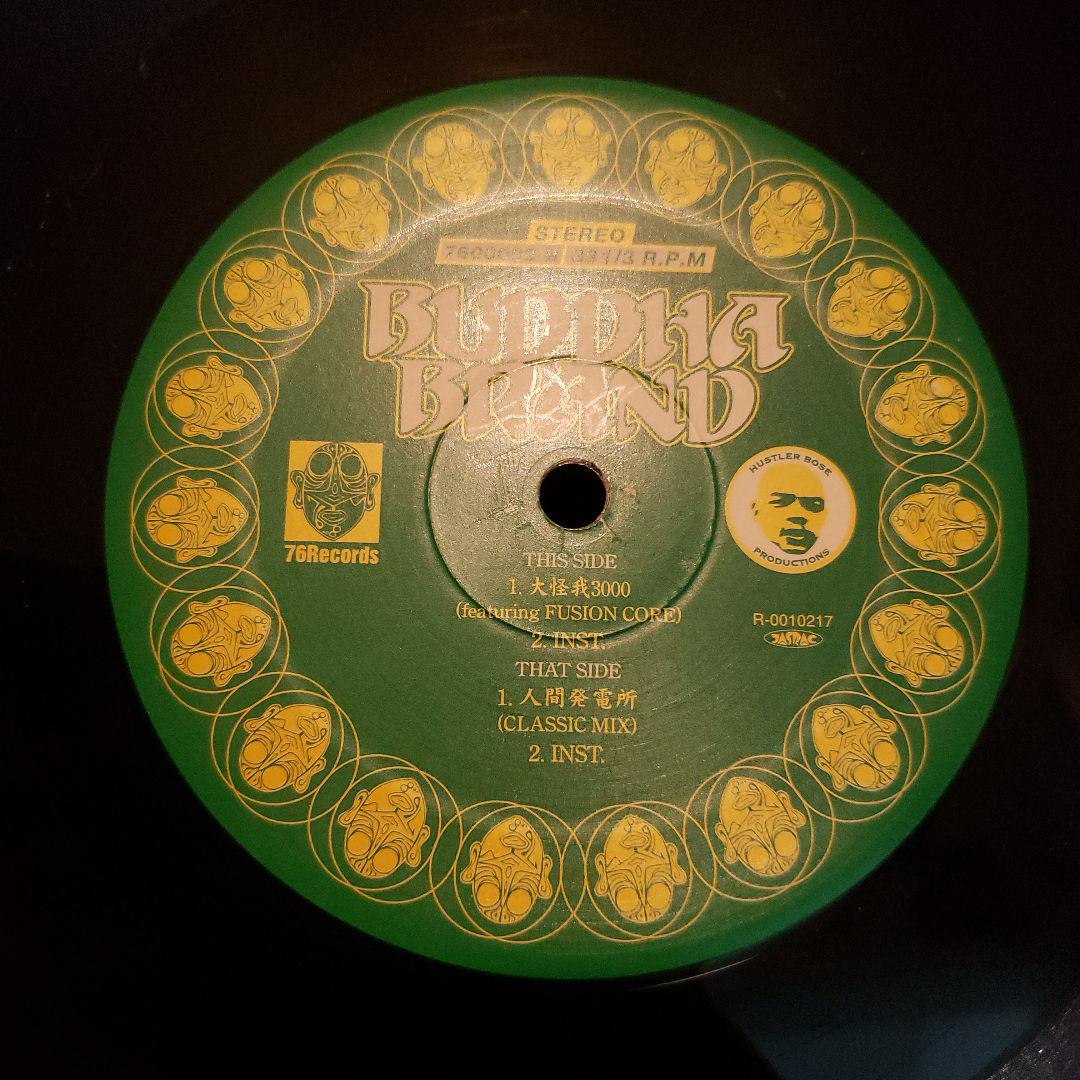 STEREO
33 1/3 R.P.M
BUDDHA
BRAND
76Records
HUSTLER BOSE
PRODUCTIONS
THIS SIDE
1. 大怪我3000
(featuring FUSION CORE)
2. INST.
THAT SIDE
1. 人間発電所
(CLASSIC MIX)
2. INST.
R-0010217
JASRAC